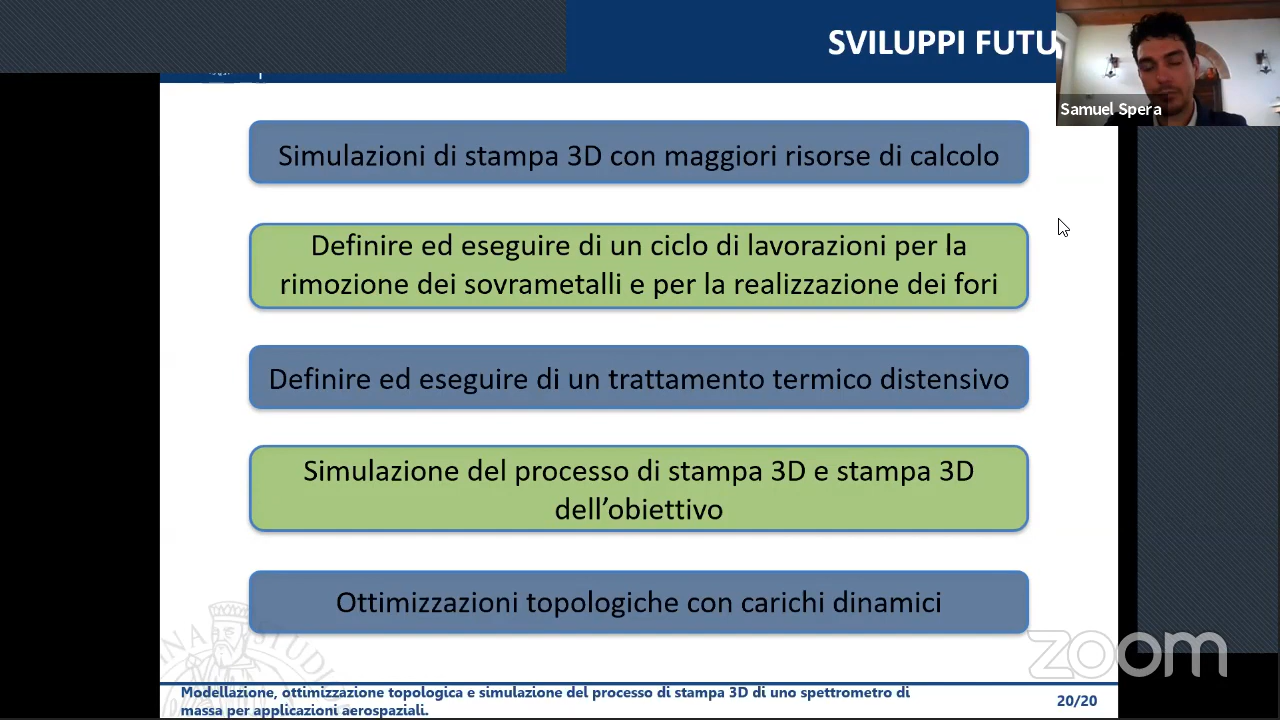 SVILUPPI FUTU
Samuel Spera
Simulazioni di stampa 3D con maggiori risorse di calcolo
Definire ed eseguire di un ciclo di lavorazioni per la
rimozione dei sovrametalli e per la realizzazione dei fori
Definire ed eseguire di un trattamento termico distensivo
Simulazione del processo di stampa 3D e stampa 3D
dell’obiettivo
Ottimizzazioni topologiche con carichi dinamici
zoom
Modellazione, ottimizzazione topologica e simulazione del processo di stampa 3D di uno spettrometro di
massa per applicazioni aerospaziali.
20/20